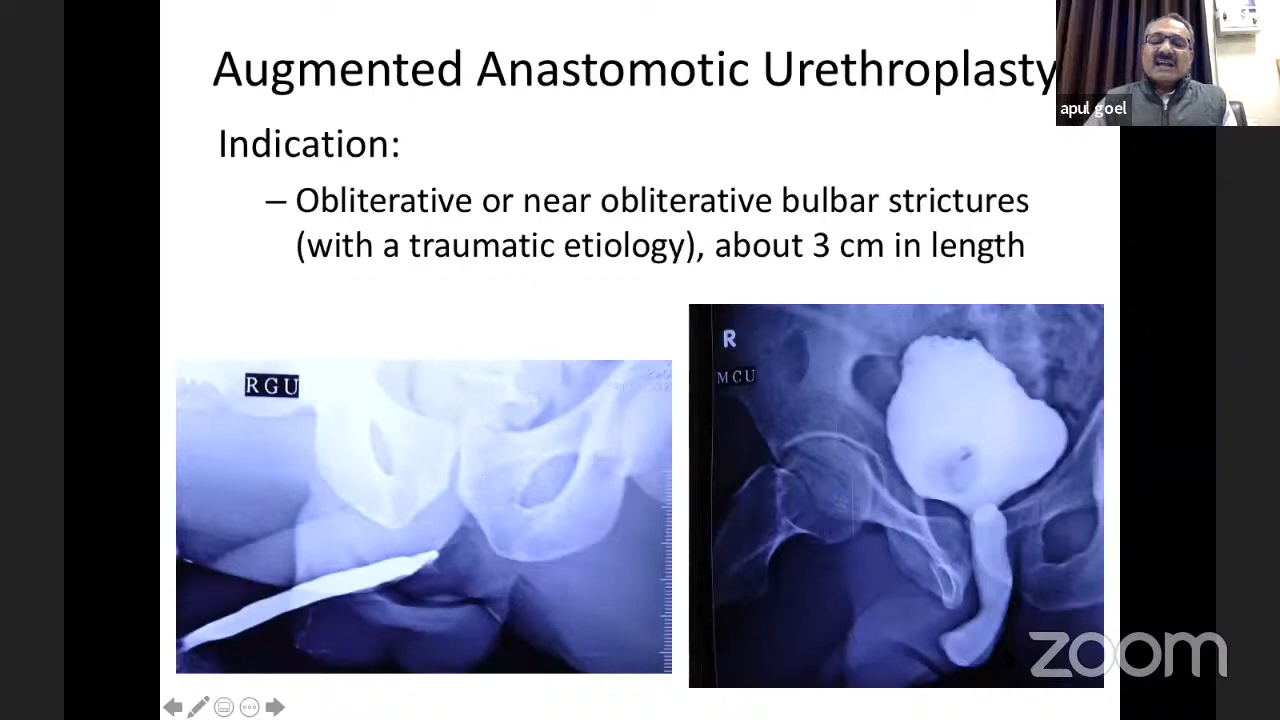 Augmented Anastomotic Urethroplasty
apul goel
Indication:
– Obliterative or near obliterative bulbar strictures
(with a traumatic etiology), about 3 cm in length
RGU
R
MCU
zoom